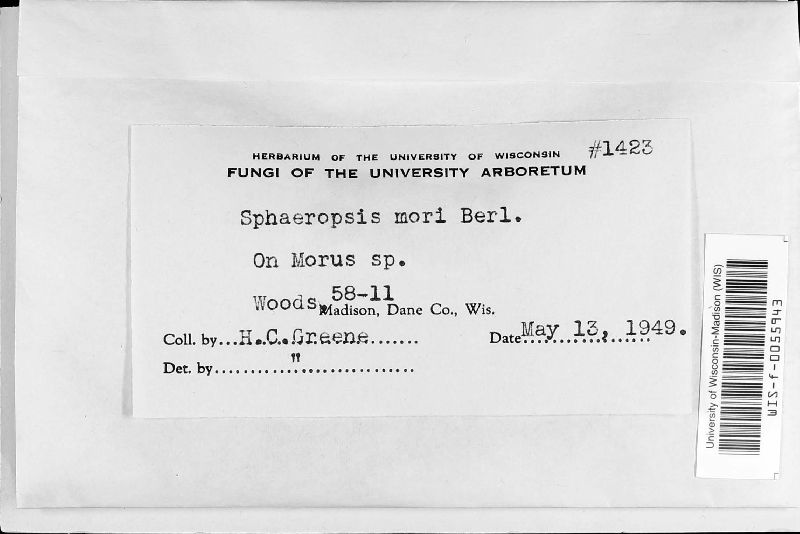 HERBARIUM OF THE UNIVERSITY OF WISCONSIN #1423
FUNGI OF THE UNIVERSITY ARBORETUM
Sphaeropsis mori Berl.
On Morus sp.
Woods, 58-11
Madison, Dane Co., Wis.
Coll. by...H.C.Greene....... Date May 13, 1949.
Det. by.........."..................
University of Wisconsin-Madison (WIS)
WIS-f-0055943